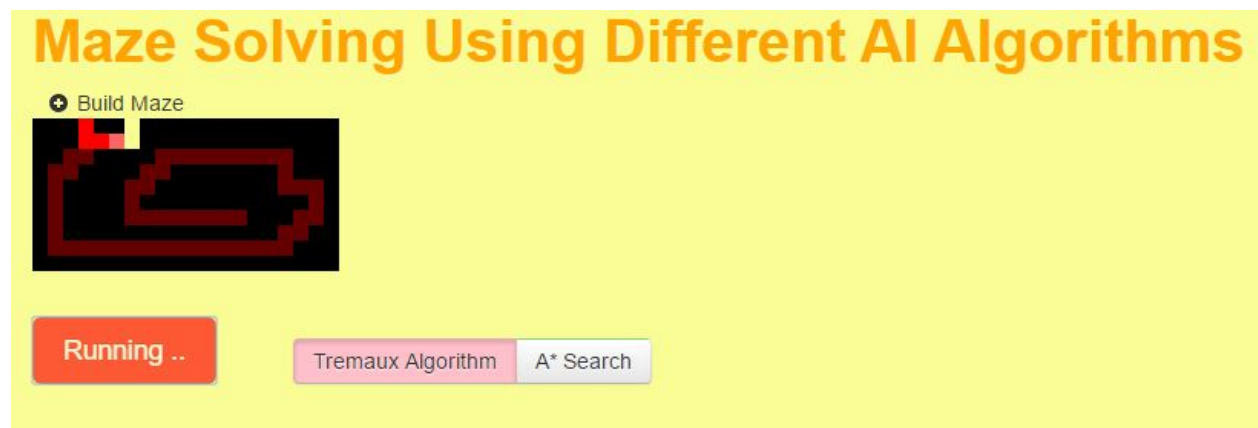 Maze Solving Using Different AI Algorithms
Build Maze
Running ..
Tremaux Algorithm A* Search